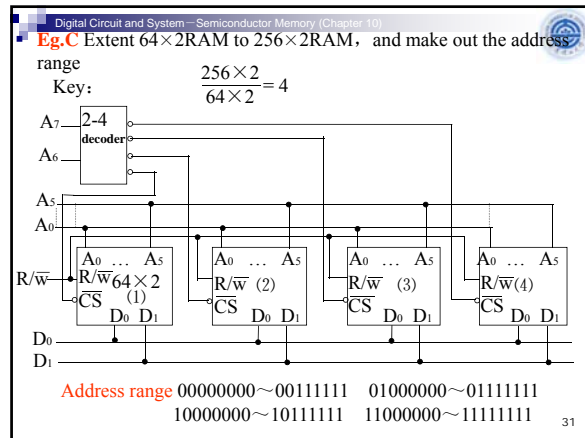 Digital Circuit and System－Semiconductor Memory (Chapter 10)
Eg.C Extent 64×2RAM to 256×2RAM，and make out the address
range
Key：
256×2
64×2
= 4
A7
2-4
decoder
A6
A5
A0
A0 … A5
A0 … A5
A0 … A5
A0 … A5
R/w̅
R/w̅ 64×2
(1)
R/w̅ (2)
R/w̅ (3)
R/w̅ (4)
C̅S̅
C̅S̅
C̅S̅
C̅S̅
D0 D1
D0 D1
D0 D1
D0 D1
D0
D1
Address range 00000000～00111111 01000000～01111111
10000000～10111111 11000000～11111111
31